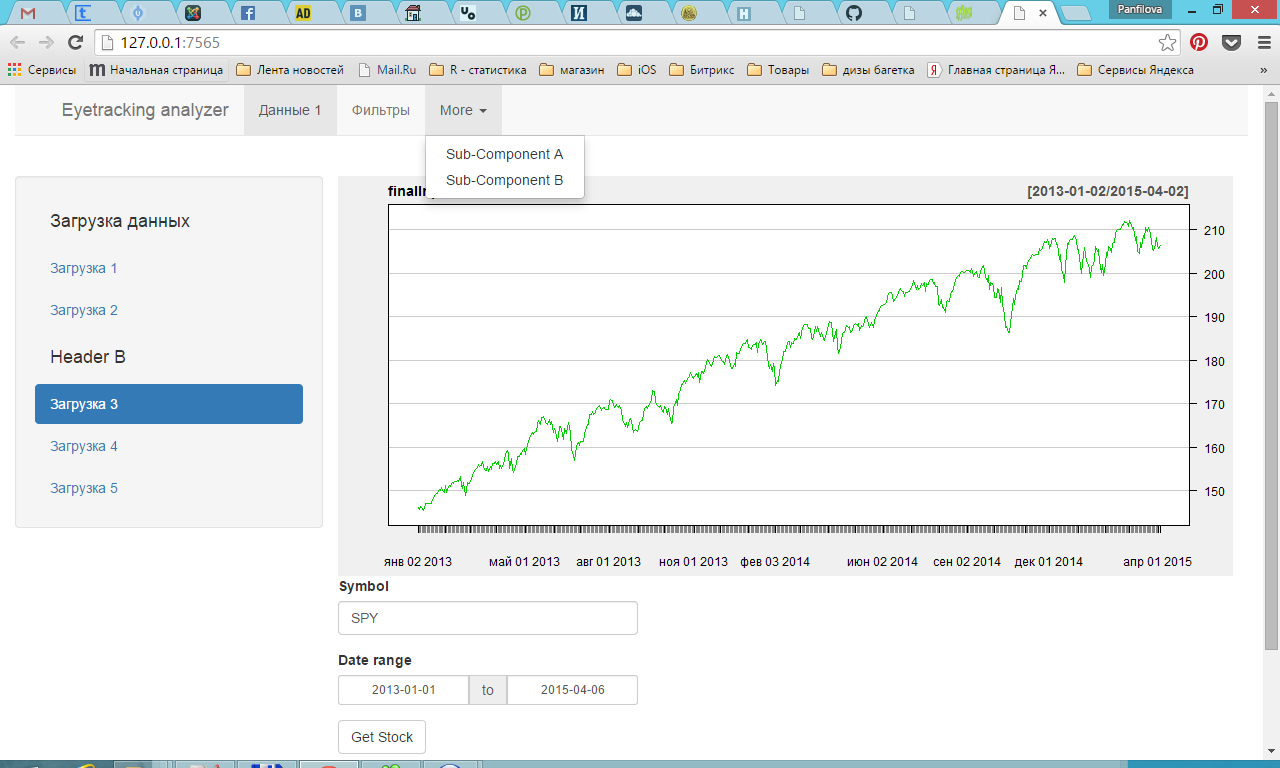 Panfilova
127.0.0.1:7565
Сервисы Начальная страница Лента новостей Mail.Ru R - статистика магазин iOS Битрикс Товары дизы багетка Главная страница Я... Сервисы Яндекса »
Eyetracking analyzer Данные 1 Фильтры More
Sub-Component A
Sub-Component B
Загрузка данных
Загрузка 1
Загрузка 2
Header B
Загрузка 3
Загрузка 4
Загрузка 5
[2013-01-02/2015-04-02]
210
200
190
180
170
160
150
янв 02 2013 май 01 2013 авг 01 2013 ноя 01 2013 фев 03 2014 июн 02 2014 сен 02 2014 дек 01 2014 апр 01 2015
Symbol
SPY
Date range
2013-01-01 to 2015-04-06
Get Stock